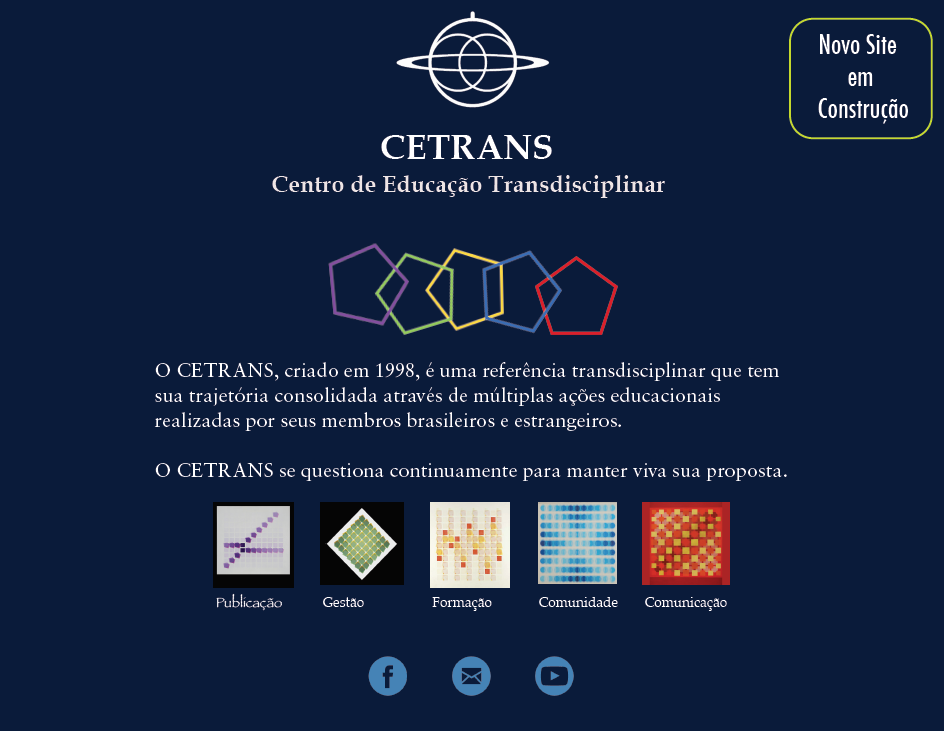 Novo Site
em
Construção
CETRANS
Centro de Educação Transdisciplinar
O CETRANS, criado em 1998, é uma referência transdisciplinar que tem
sua trajetória consolidada através de múltiplas ações educacionais
realizadas por seus membros brasileiros e estrangeiros.
O CETRANS se questiona continuamente para manter viva sua proposta.
Publicação
Gestão
Formação
Comunidade
Comunicação